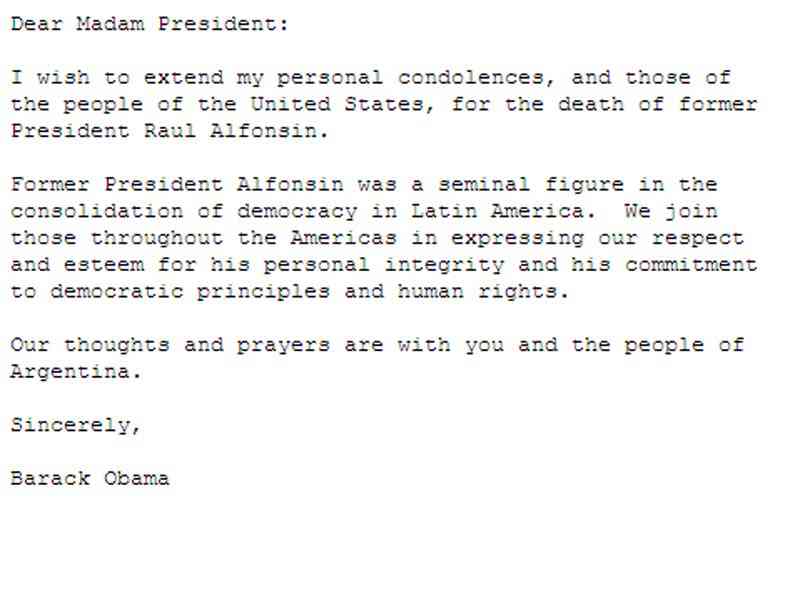 Dear Madam President:
I wish to extend my personal condolences, and those of
the people of the United States, for the death of former
President Raul Alfonsin.
Former President Alfonsin was a seminal figure in the
consolidation of democracy in Latin America.  We join
those throughout the Americas in expressing our respect
and esteem for his personal integrity and his commitment
to democratic principles and human rights.
Our thoughts and prayers are with you and the people of
Argentina.
Sincerely,
Barack Obama